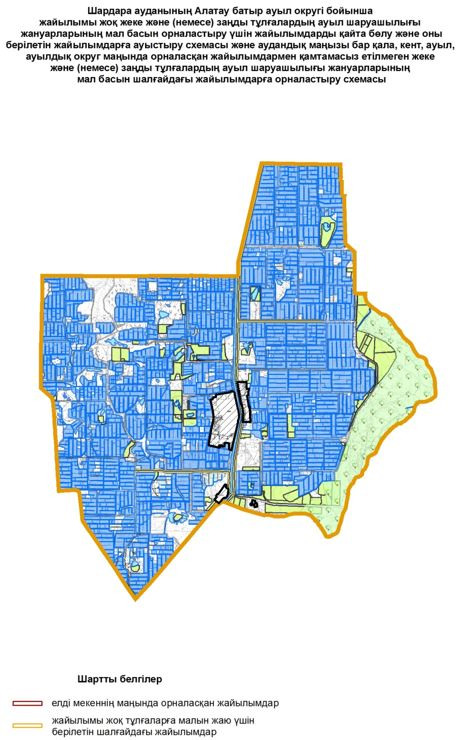 Шардара ауданының Алатау батыр ауыл округі бойынша
жайылымы жоқ жеке және (немесе) заңды тұлғалардың ауыл шаруашылығы
жануарларының мал басын орналастыру үшін жайылымдарды қайта бөлу және оны
берілетін жайылымдарға ауыстыру схемасы және аудандық маңызы бар қала, кент, ауыл,
ауылдық округ маңында орналасқан жайылымдармен қамтамасыз етілмеген жеке
және (немесе) заңды тұлғалардың ауыл шаруашылығы жануарларының
мал басын шалғайдағы жайылымдарға орналастыру схемасы
Шартты белгілер
елді мекеннің маңында орналасқан жайылымдар
жайылымы жоқ тұлғаларға малын жаю үшін
берілетін шалғайдағы жайылымдар